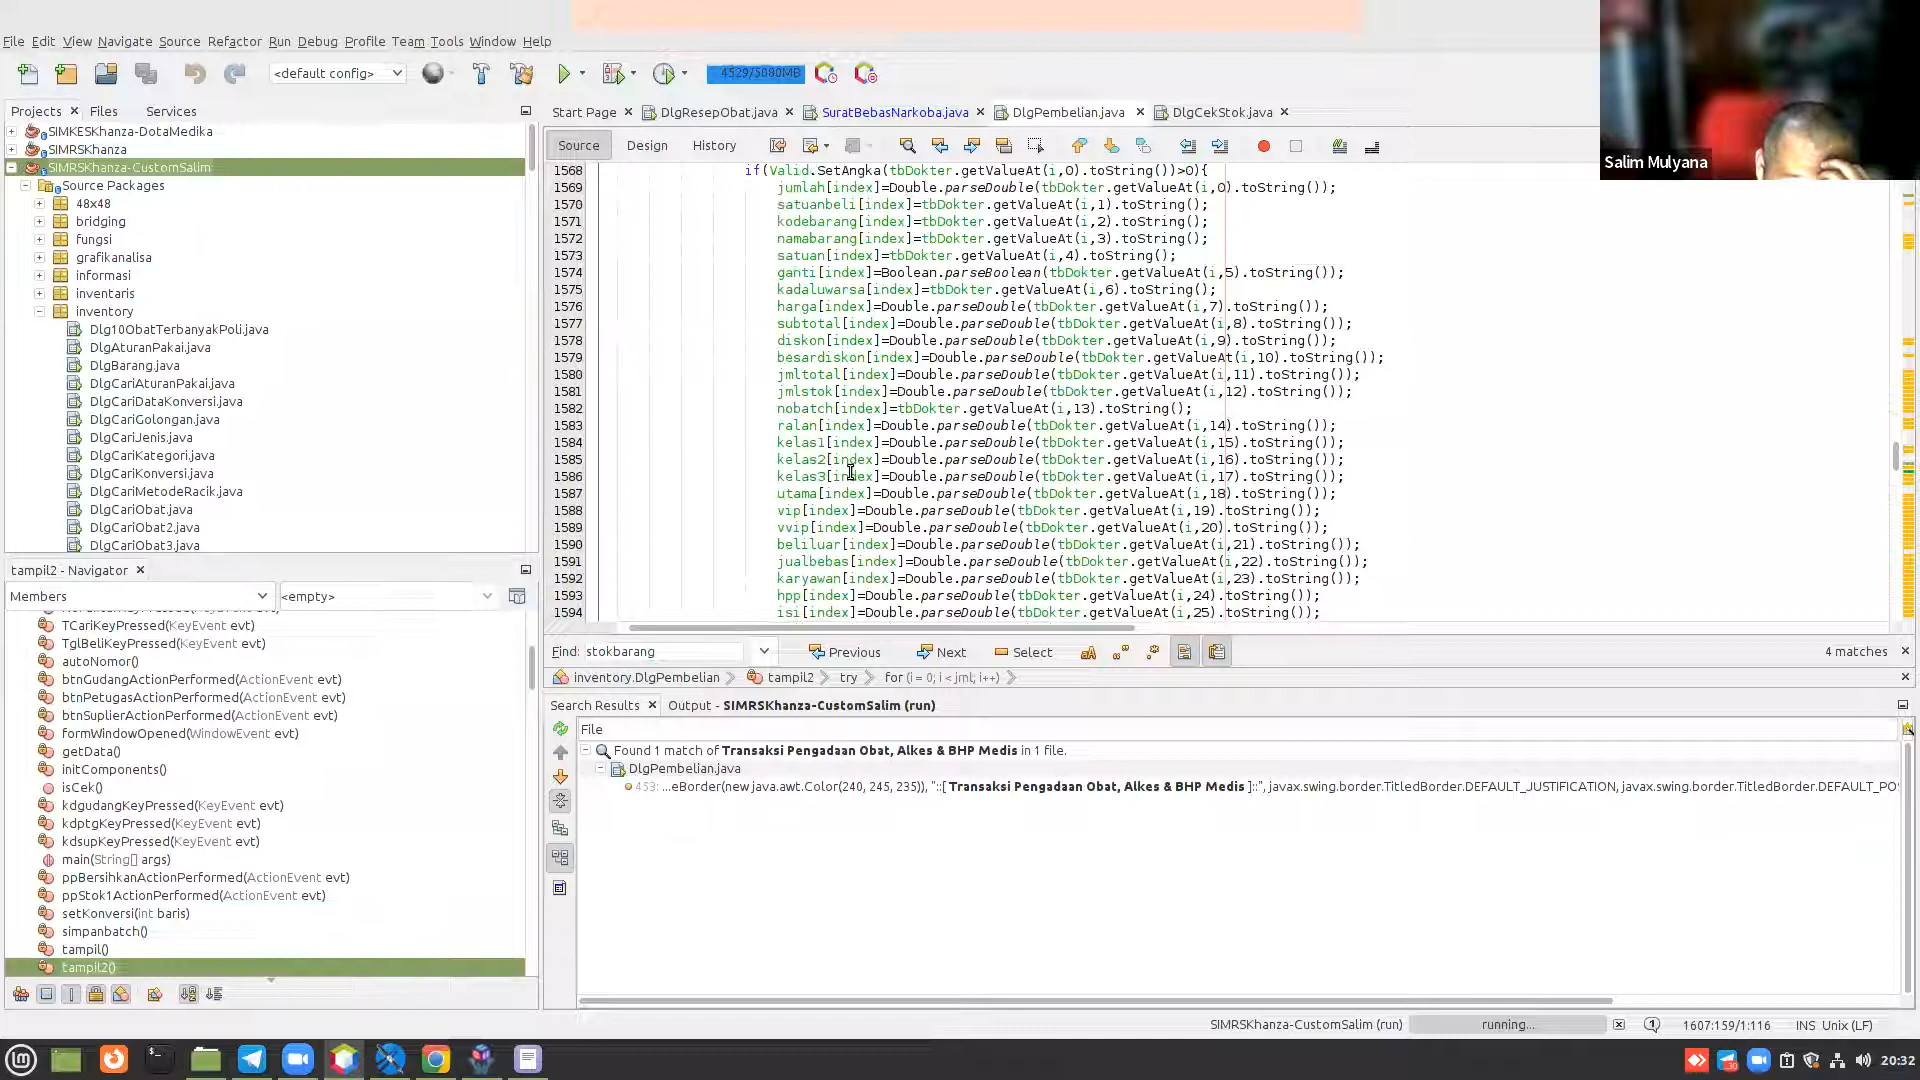 File Edit View Navigate Source Refactor Run Debug Profile Team Tools Window Help
<default config>
4529/5080MB
Salim Mulyana
Projects Files Services
Start Page DlgResepObat.java SuratBebasNarkoba.java DlgPembelian.java DlgCekStok.java
Source Design History
SIMKESKhanza-DotaMedika
SIMRSKhanza
SIMRSKhanza-CustomSalim
Source Packages
48x48
bridging
fungsi
grafikanalisa
informasi
inventaris
inventory
Dlg10ObatTerbanyakPoli.java
DlgAturanPakai.java
DlgBarang.java
DlgCariAturanPakai.java
DlgCariDataKonversi.java
DlgCariGolongan.java
DlgCariJenis.java
DlgCariKategori.java
DlgCariKonversi.java
DlgCariMetodeRacik.java
DlgCariObat.java
DlgCariObat2.java
DlgCariObat3.java
1568 if(Valid.SetAngka(tbDokter.getValueAt(i,0).toString())>0){
1569 jumlah[index]=Double.parseDouble(tbDokter.getValueAt(i,0).toString());
1570 satuanbeli[index]=tbDokter.getValueAt(i,1).toString();
1571 kodebarang[index]=tbDokter.getValueAt(i,2).toString();
1572 namabarang[index]=tbDokter.getValueAt(i,3).toString();
1573 satuan[index]=tbDokter.getValueAt(i,4).toString();
1574 ganti[index]=Boolean.parseBoolean(tbDokter.getValueAt(i,5).toString());
1575 kadaluwarsa[index]=tbDokter.getValueAt(i,6).toString();
1576 harga[index]=Double.parseDouble(tbDokter.getValueAt(i,7).toString());
1577 subtotal[index]=Double.parseDouble(tbDokter.getValueAt(i,8).toString());
1578 diskon[index]=Double.parseDouble(tbDokter.getValueAt(i,9).toString());
1579 besardiskon[index]=Double.parseDouble(tbDokter.getValueAt(i,10).toString());
1580 jmltotal[index]=Double.parseDouble(tbDokter.getValueAt(i,11).toString());
1581 jmlstok[index]=Double.parseDouble(tbDokter.getValueAt(i,12).toString());
1582 nobatch[index]=tbDokter.getValueAt(i,13).toString();
1583 ralan[index]=Double.parseDouble(tbDokter.getValueAt(i,14).toString());
1584 kelas1[index]=Double.parseDouble(tbDokter.getValueAt(i,15).toString());
1585 kelas2[index]=Double.parseDouble(tbDokter.getValueAt(i,16).toString());
1586 kelas3[index]=Double.parseDouble(tbDokter.getValueAt(i,17).toString());
1587 utama[index]=Double.parseDouble(tbDokter.getValueAt(i,18).toString());
1588 vip[index]=Double.parseDouble(tbDokter.getValueAt(i,19).toString());
1589 vvip[index]=Double.parseDouble(tbDokter.getValueAt(i,20).toString());
1590 beliluar[index]=Double.parseDouble(tbDokter.getValueAt(i,21).toString());
1591 jualbebas[index]=Double.parseDouble(tbDokter.getValueAt(i,22).toString());
1592 karyawan[index]=Double.parseDouble(tbDokter.getValueAt(i,23).toString());
1593 hpp[index]=Double.parseDouble(tbDokter.getValueAt(i,24).toString());
1594 isi[index]=Double.parseDouble(tbDokter.getValueAt(i,25).toString());
Find: stokbarang Previous Next Select 4 matches
inventory.DlgPembelian tampil2 try for (i = 0; i < jml; i++)
tampil2 - Navigator
Members <empty>
TCariKeyPressed(KeyEvent evt)
TglBeliKeyPressed(KeyEvent evt)
autoNomor()
btnGudangActionPerformed(ActionEvent evt)
btnPetugasActionPerformed(ActionEvent evt)
btnSuplierActionPerformed(ActionEvent evt)
formWindowOpened(WindowEvent evt)
getData()
initComponents()
isCek()
kdgudangKeyPressed(KeyEvent evt)
kdptgKeyPressed(KeyEvent evt)
kdsupKeyPressed(KeyEvent evt)
main(String[] args)
ppBersihkanActionPerformed(ActionEvent evt)
ppStok1ActionPerformed(ActionEvent evt)
setKonversi(int baris)
simpanbatch()
tampil()
tampil2()
Search Results Output - SIMRSKhanza-CustomSalim (run)
File
Found 1 match of Transaksi Pengadaan Obat, Alkes & BHP Medis in 1 file.
DlgPembelian.java
453: ...eBorder(new java.awt.Color(240, 245, 235)), "::[ Transaksi Pengadaan Obat, Alkes & BHP Medis ]::", javax.swing.border.TitledBorder.DEFAULT_JUSTIFICATION, javax.swing.border.TitledBorder.DEFAULT_PO
SIMRSKhanza-CustomSalim (run) running... 1607:159/1:116 INS Unix (LF)
20:32